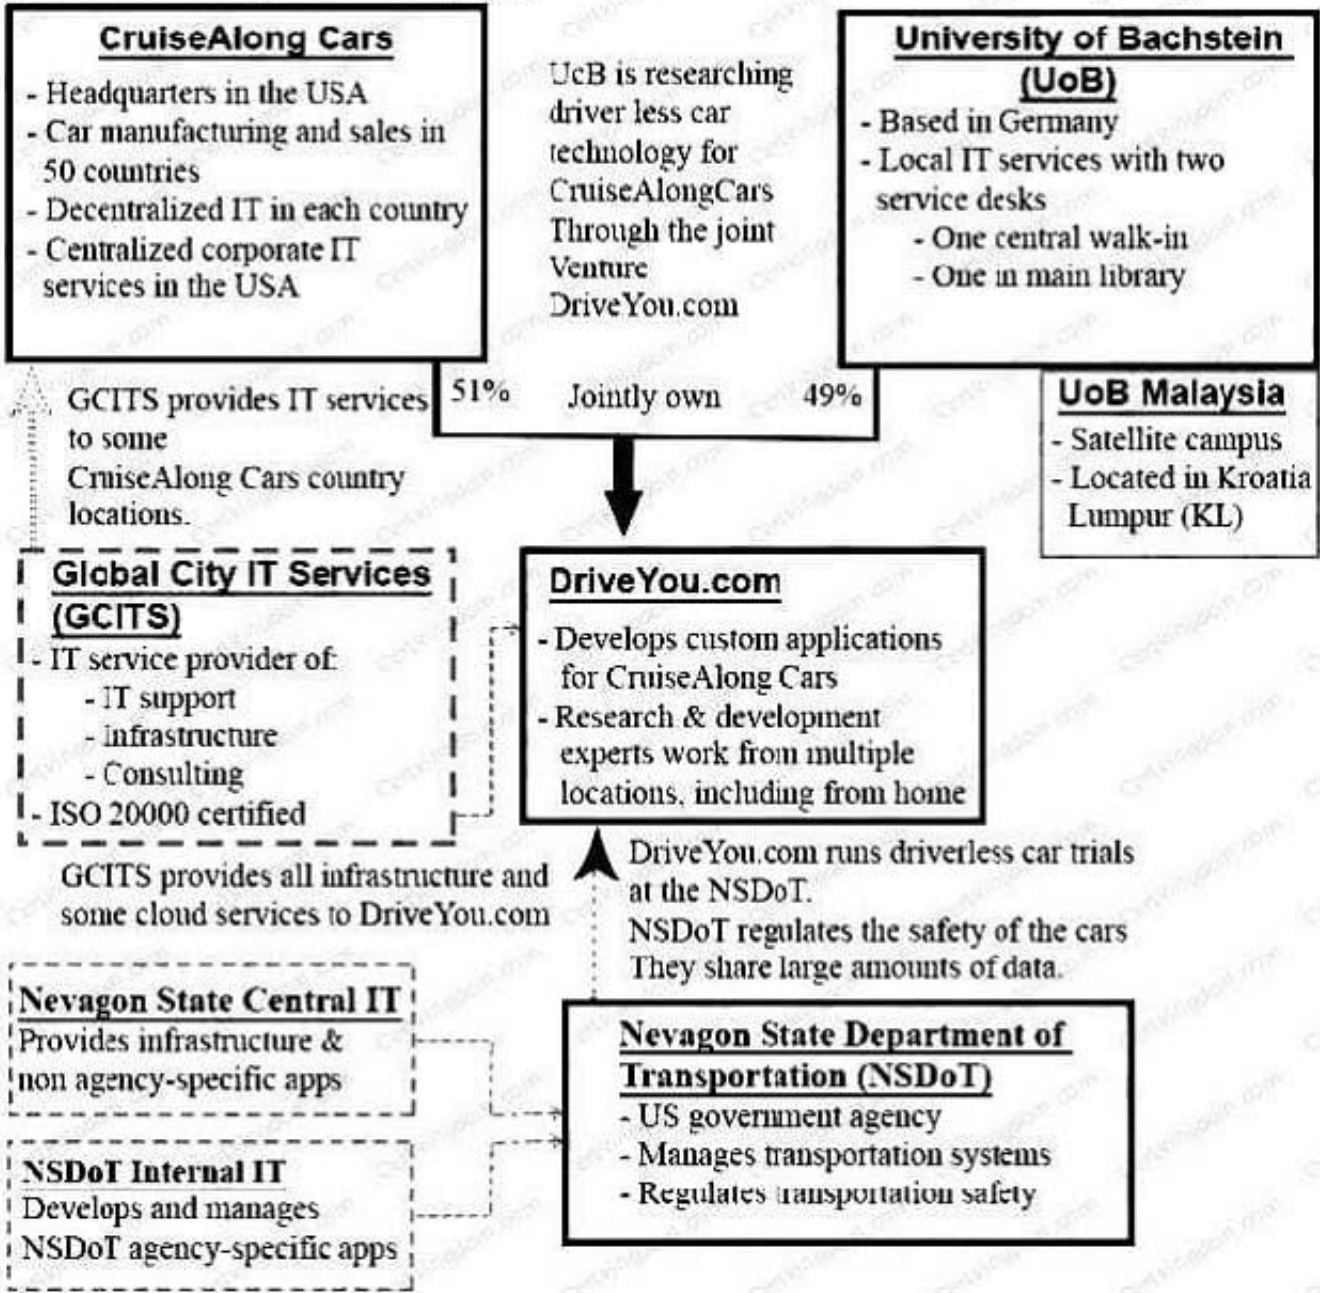 CruiseAlong Cars
- Headquarters in the USA
- Car manufacturing and sales in
50 countries
- Decentralized IT in each country
- Centralized corporate IT
services in the USA
UcB is researching
driver less car
technology for
CruiseAlongCars
Through the joint
Venture
DriveYou.com
University of Bachstein
(UoB)
- Based in Germany
- Local IT services with two
service desks
- One central walk-in
- One in main library
51% Jointly own 49%
UoB Malaysia
- Satellite campus
- Located in Kroatia
Lumpur (KL)
GCITS provides IT services
to some
CruiseAlong Cars country
locations.
Global City IT Services
(GCITS)
- IT service provider of:
- IT support
- Infrastructure
- Consulting
- ISO 20000 certified
DriveYou.com
- Develops custom applications
for CruiseAlong Cars
- Research & development
experts work from multiple
locations, including from home
GCITS provides all infrastructure and
some cloud services to DriveYou.com
DriveYou.com runs driverless car trials
at the NSDoT.
NSDoT regulates the safety of the cars
They share large amounts of data.
Nevagon State Central IT
Provides infrastructure &
non agency-specific apps
NSDoT Internal IT
Develops and manages
NSDoT agency-specific apps
Nevagon State Department of
Transportation (NSDoT)
- US government agency
- Manages transportation systems
- Regulates transportation safety